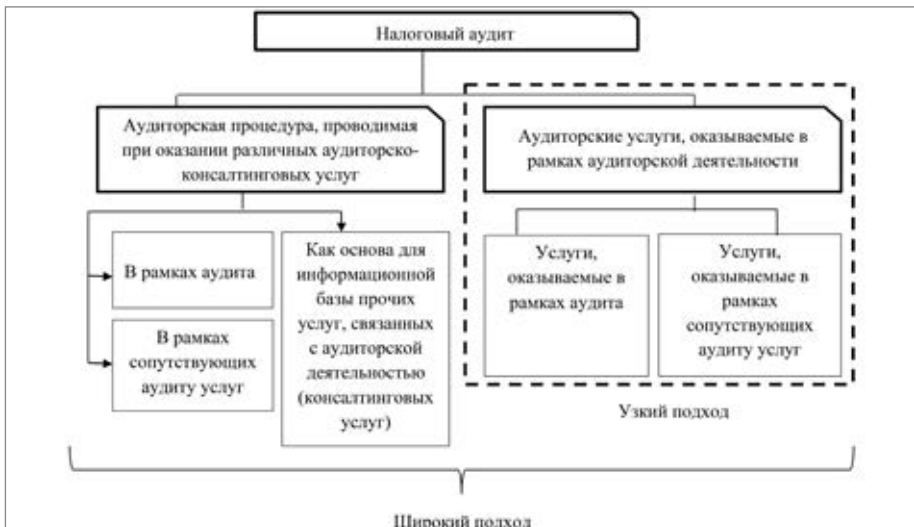 Налоговый аудит
Аудиторская процедура, проводимая
при оказании различных аудиторско-
консалтинговых услуг
Аудиторские услуги, оказываемые в
рамках аудиторской деятельности
В рамках аудита
В рамках
сопутствующих
аудиту услуг
Как основа для
информационной
базы прочих
услуг, связанных
с аудиторской
деятельностью
(консалтинговых
услуг)
Услуги,
оказываемые в
рамках аудита
Услуги,
оказываемые в
рамках
сопутствующих
аудиту услуг
Узкий подход
Широкий подход